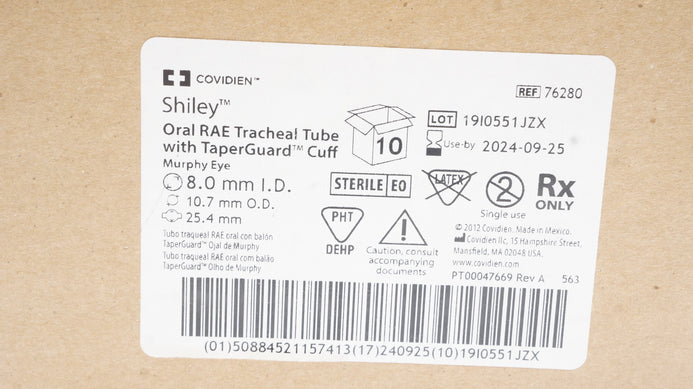 COVIDIEN™
Shiley™
Oral RAE Tracheal Tube
with TaperGuard™ Cuff
Murphy Eye
8.0 mm I.D.
10.7 mm O.D.
25.4 mm
Tubo traqueal RAE oral con balón
TaperGuard™ Ojal de Murphy
Tubo traqueal RAE oral com balão
TaperGuard™ Olho de Murphy
10
STERILE EO
PHT
DEHP
Caution, consult
accompanying
documents
REF 76280
LOT 19I0551JZX
Use-by 2024-09-25
LATEX
2
Single use
Rx
ONLY
© 2012 Covidien. Made in Mexico.
Covidien llc, 15 Hampshire Street,
Mansfield, MA 02048 USA.
www.covidien.com
PT00047669 Rev A 563
(01)50884521157413(17)240925(10)19I0551JZX